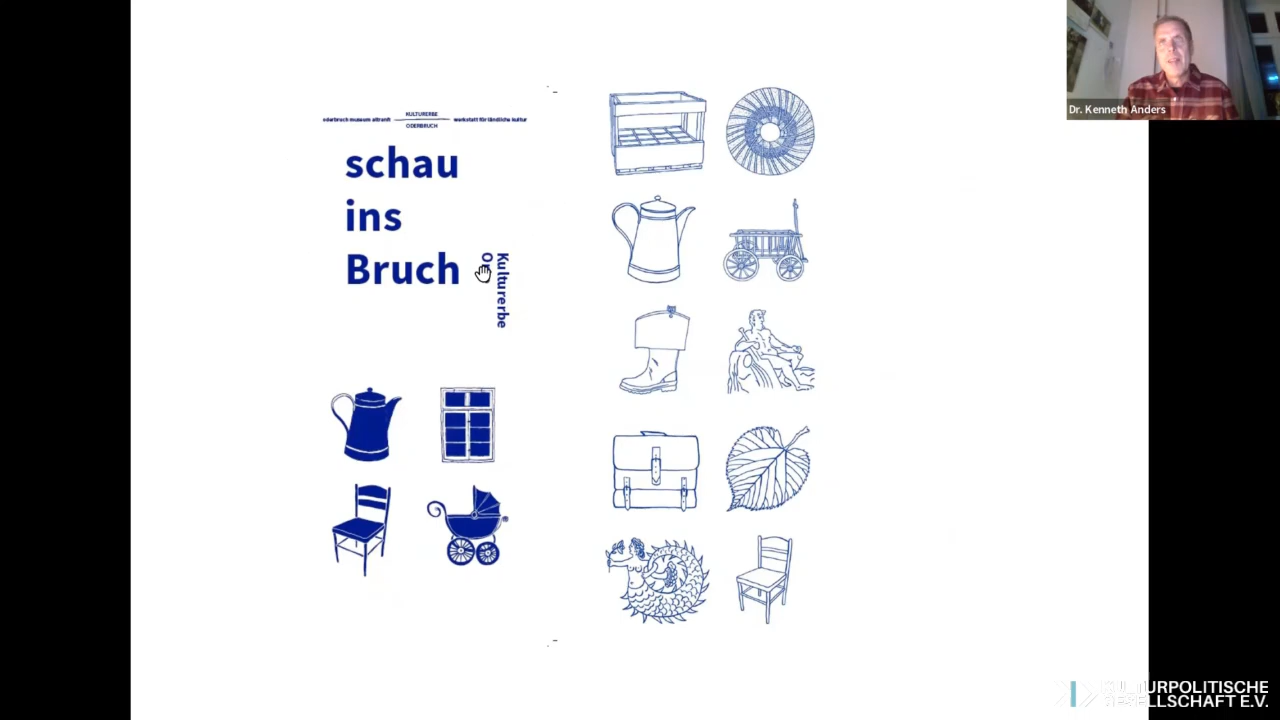 Dr. Kenneth Anders
oderbruch museum altranft
KULTURERBE
ODERBRUCH
werkstatt für ländliche kultur
schau
ins
Bruch
Kulturerbe
KULTURPOLITISCHE
GESELLSCHAFT E.V.